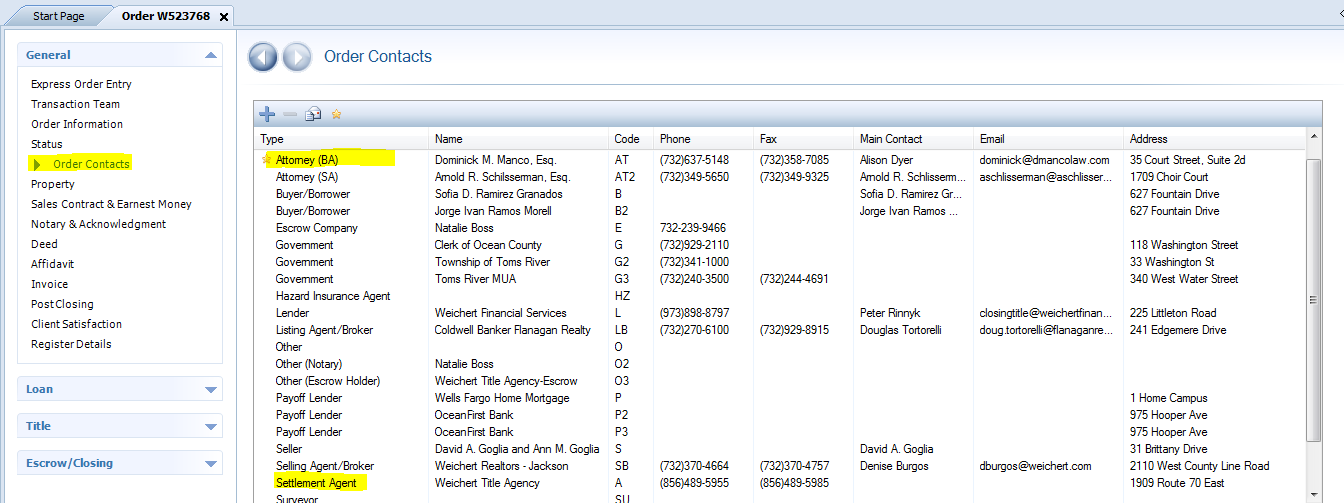 Start Page Order W523768
General
Express Order Entry
Transaction Team
Order Information
Status
Order Contacts
Property
Sales Contract & Earnest Money
Notary & Acknowledgment
Deed
Affidavit
Invoice
Post Closing
Client Satisfaction
Register Details
Loan
Title
Escrow/Closing
Order Contacts
Type Name Code Phone Fax Main Contact Email Address
Attorney (BA) Dominick M. Manco, Esq. AT (732)637-5148 (732)358-7085 Alison Dyer dominick@dmancolaw.com 35 Court Street, Suite 2d
Attorney (SA) Arnold R. Chilsserman, Esq. AT2 (732)349-5650 (732)349-9325 Arnold R. Schlisserm... aschlisserman@aschlisser... 1709 Choir Court
Buyer/Borrower Sofia D. Ramirez Granados B Sofia D. Ramirez Gr... 627 Fountain Drive
Buyer/Borrower Jorge Ivan Ramos Morell B2 Jorge Ivan Ramos ... 627 Fountain Drive
Escrow Company Natalie Boss E 732-239-9466
Government Clerk of Ocean County G (732)929-2110 118 Washington Street
Government Township of Toms River G2 (732)341-1000 33 Washington St
Government Toms River MUA G3 (732)240-3500 (732)244-4691 340 West Water Street
Hazard Insurance Agent HZ
Lender Weichert Financial Services L (973)898-8797 Peter Rinnyk closingtitle@weichertfinan... 225 Littleton Road
Listing Agent/Broker Coldwell Banker Flanagan Realty LB (732)270-6100 (732)929-8915 Douglas Tortorelli doug.tortorelli@flanaganre... 241 Edgemere Drive
Other O
Other (Notary) Natalie Boss O2
Other (Escrow Holder) Weichert Title Agency-Escrow O3
Payoff Lender Wells Fargo Home Mortgage P 1 Home Campus
Payoff Lender OceanFirst Bank P2 975 Hooper Ave
Payoff Lender OceanFirst Bank P3 975 Hooper Ave
Seller David A. Goglia and Ann M. Goglia S David A. Goglia 31 Brittany Drive
Selling Agent/Broker Weichert Realtors - Jackson SB (732)370-4664 (732)370-4757 Denise Burgos dburgos@weichert.com 2110 West County Line Road
Settlement Agent Weichert Title Agency A (856)489-5955 (856)489-5985 1909 Route 70 East
Surveyor SU